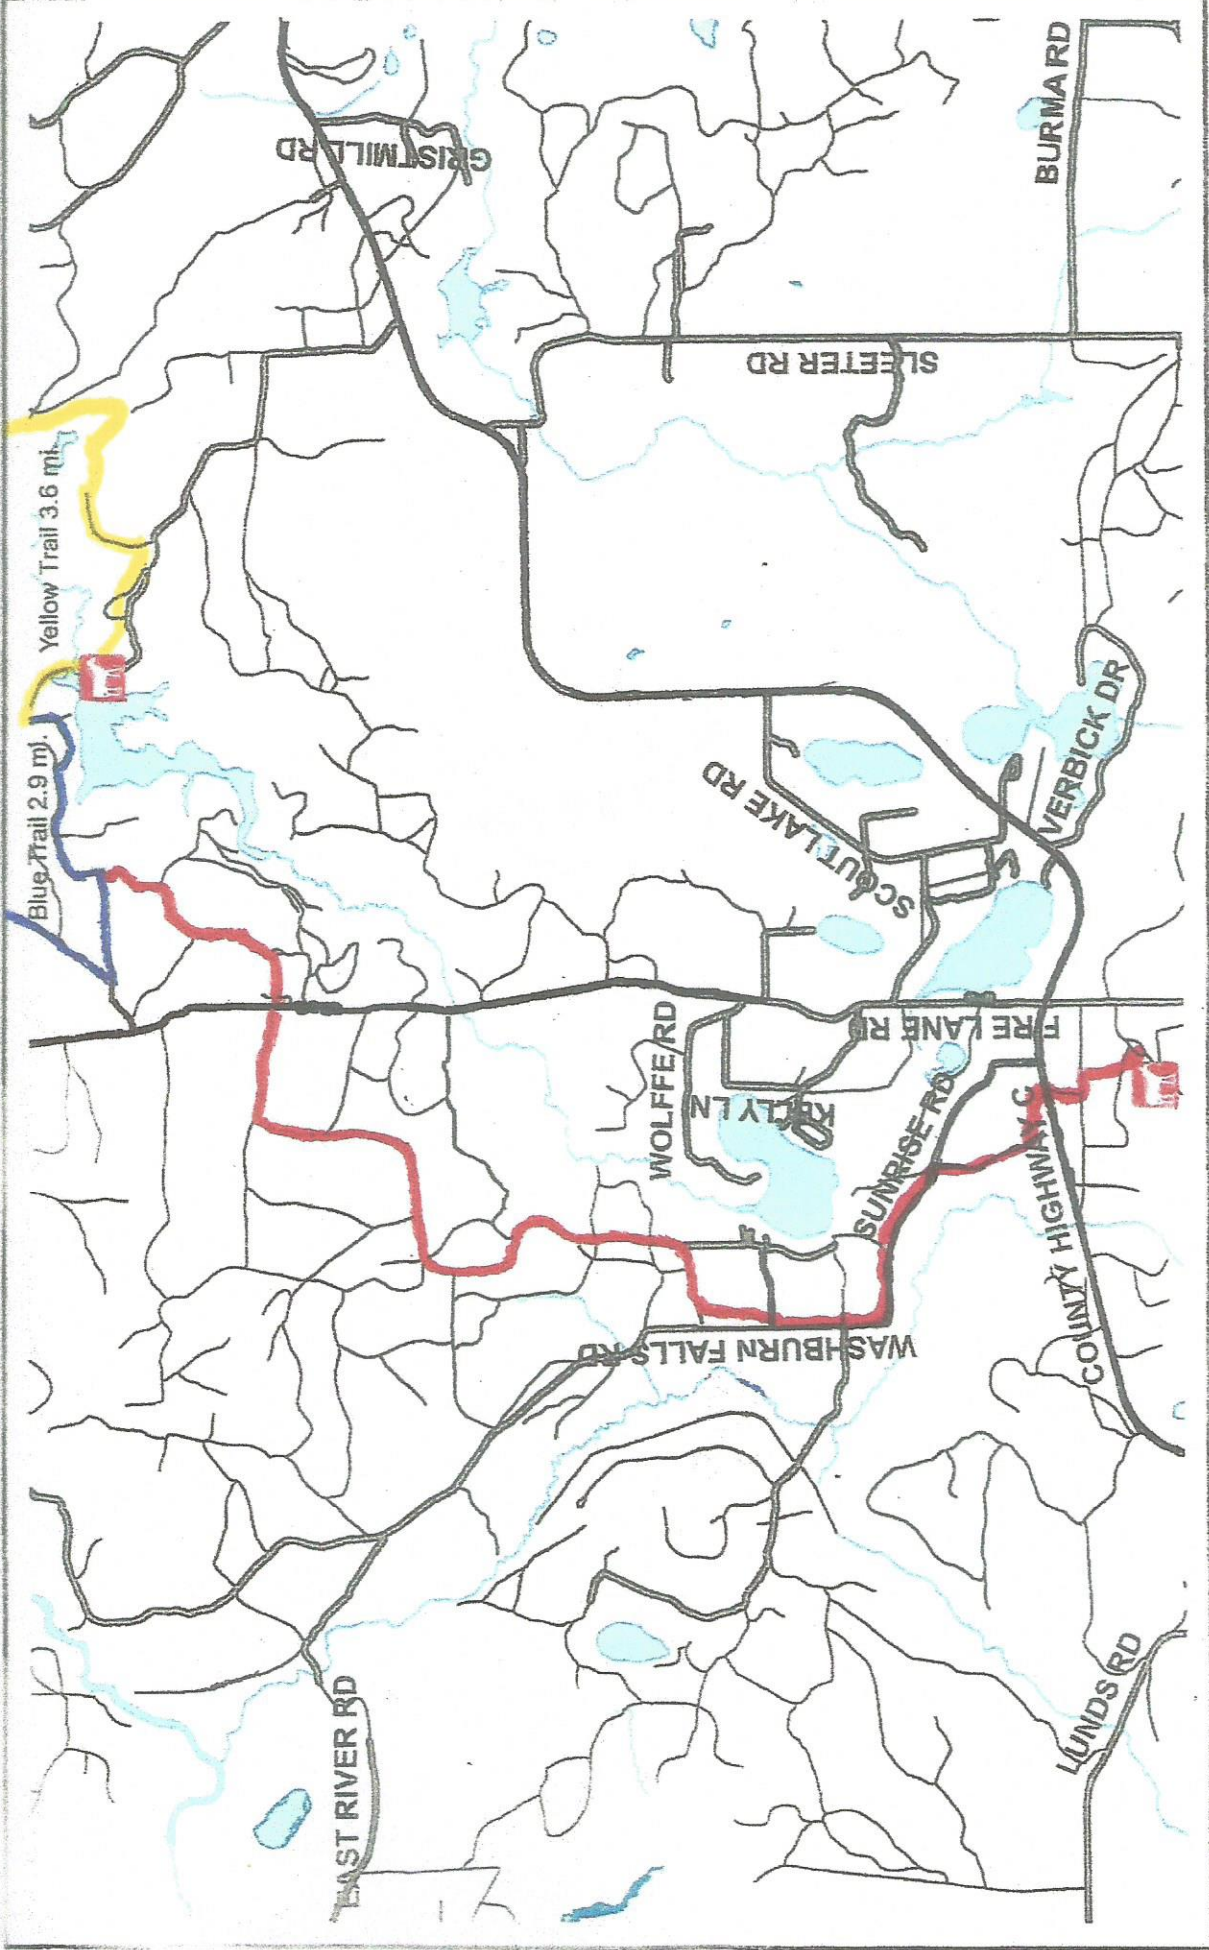 GRISTMILL RD
BURMA RD
SLEETER RD
Yellow Trail 3.6 mi.
Blue Trail 2.9 mi.
VERBICK DR
SCOUT LAKE RD
FIRE LANE RD
WOLFFE RD
KELLY LN
SUNRISE RD
COUNTY HIGHWAY C
WASHBURN FALLS RD
EAST RIVER RD
LUNDS RD